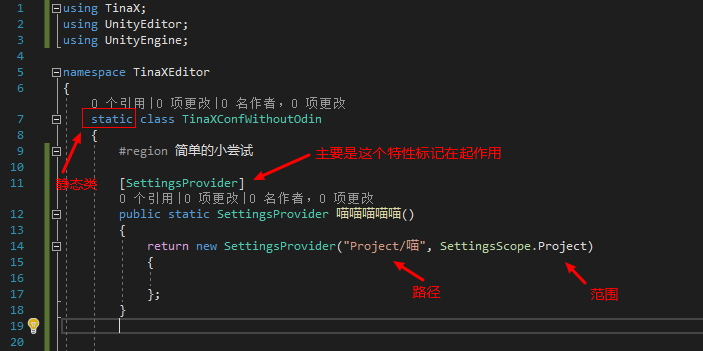 1 using TinaX;
2 using UnityEditor;
3 using UnityEngine;
4
5 namespace TinaXEditor
6 {
0 个引用|0 项更改|0 名作者，0 项更改
7 static class TinaXConfWithoutOdin
8 {
9 #region 简单的小尝试
主要是这个特性标记在起作用
10
静态类
11 [SettingsProvider]
0 个引用|0 项更改|0 名作者，0 项更改
12 public static SettingsProvider 喵喵喵喵喵()
13 {
14 return new SettingsProvider("Project/喵", SettingsScope.Project)
15 {
16
路径
范围
17 };
18 }
19
20